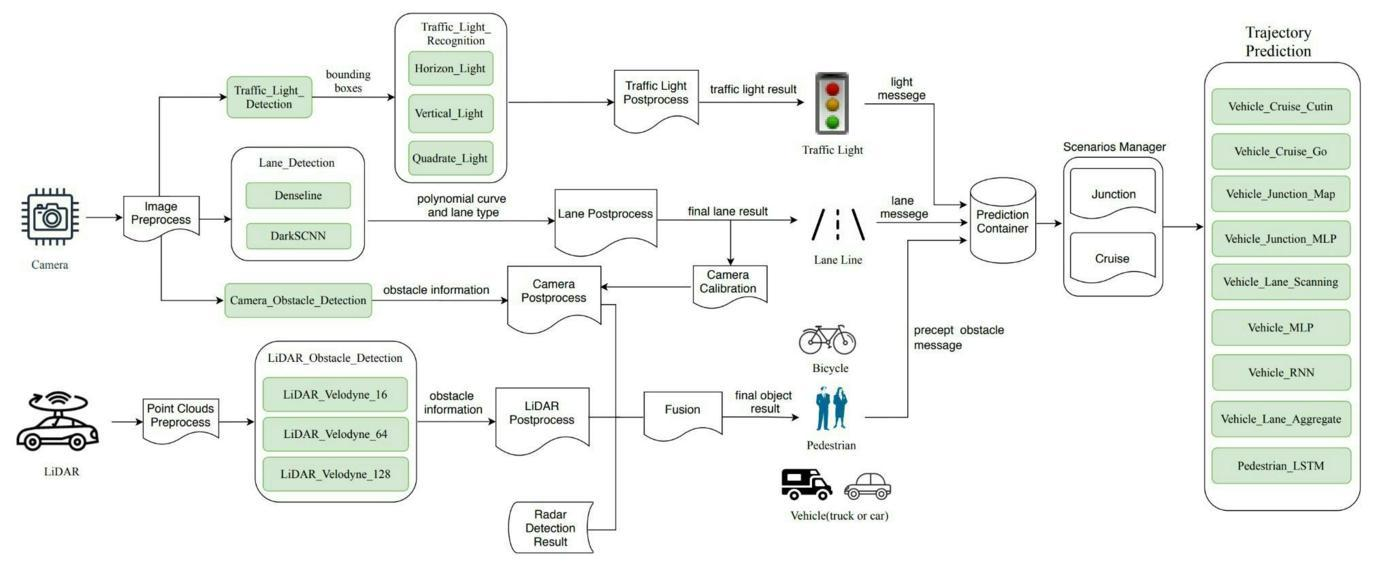 Camera
LiDAR
Image
Preprocess
Point Clouds
Preprocess
Traffic_Light_
Detection
bounding
boxes
Traffic_Light_
Recognition
Horizon_Light
Vertical_Light
Quadrate_Light
Lane_Detection
Denseline
DarkSCNN
polynomial curve
and lane type
Camera_Obstacle_Detection
obstacle information
LiDAR_Obstacle_Detection
LiDAR_Velodyne_16
LiDAR_Velodyne_64
LiDAR_Velodyne_128
obstacle
information
Traffic Light
Postprocess
traffic light result
Lane Postprocess
final lane result
Camera
Postprocess
Camera
Calibration
LiDAR
Postprocess
Radar
Detection
Result
Fusion
final object
result
Traffic Light
Lane Line
Bicycle
Pedestrian
Vehicle(truck or car)
light
messege
lane
messege
precept obstacle
message
Prediction
Container
Scenarios Manager
Junction
Cruise
Trajectory
Prediction
Vehicle_Cruise_Cutin
Vehicle_Cruise_Go
Vehicle_Junction_Map
Vehicle_Junction_MLP
Vehicle_Lane_Scanning
Vehicle_MLP
Vehicle_RNN
Vehicle_Lane_Aggregate
Pedestrian_LSTM